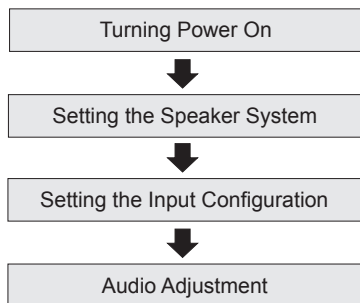 Turning Power On
Setting the Speaker System
Setting the Input Configuration
Audio Adjustment